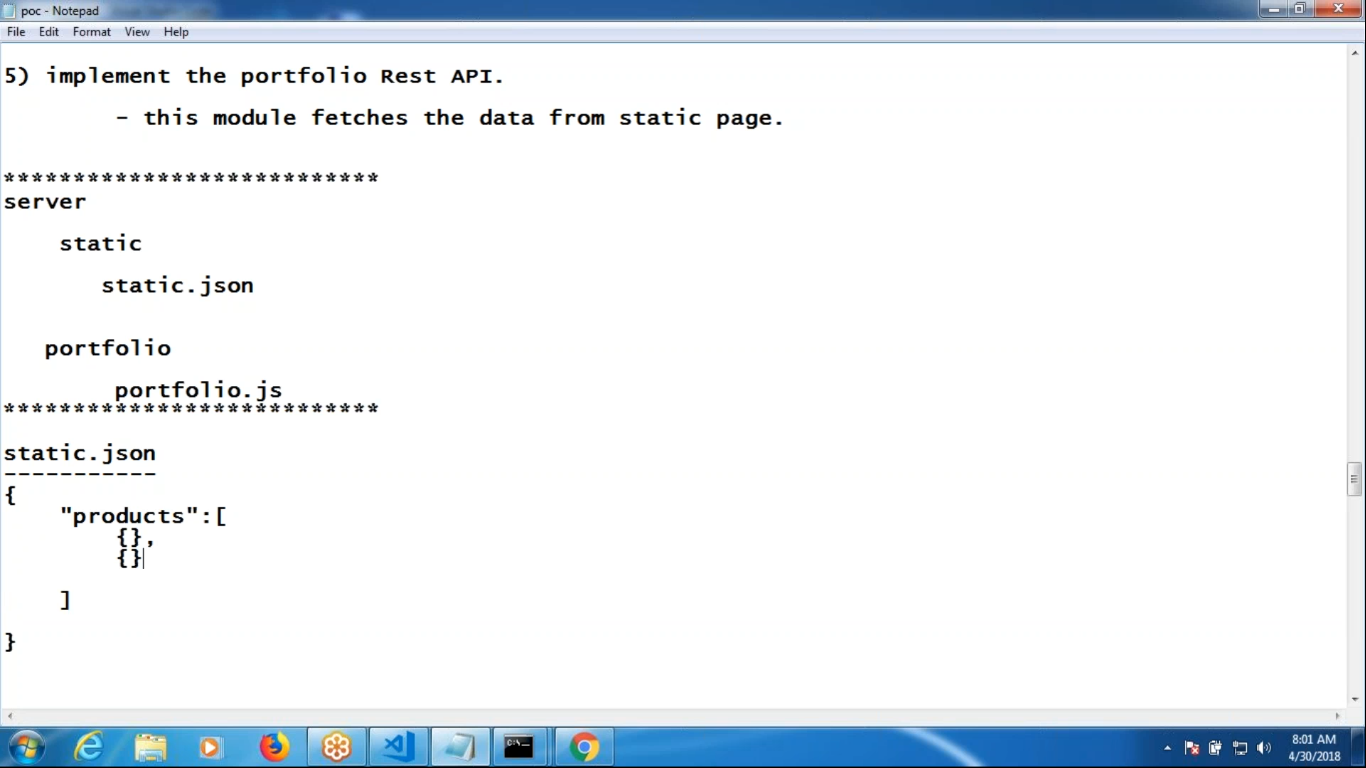 poc - Notepad
File Edit Format View Help
5) implement the portfolio Rest API.
- this module fetches the data from static page.
***************************
server
static
static.json
portfolio
portfolio.js
***************************
static.json
-----------
{
"products":[
{},
{}
]
}
8:01 AM
4/30/2018